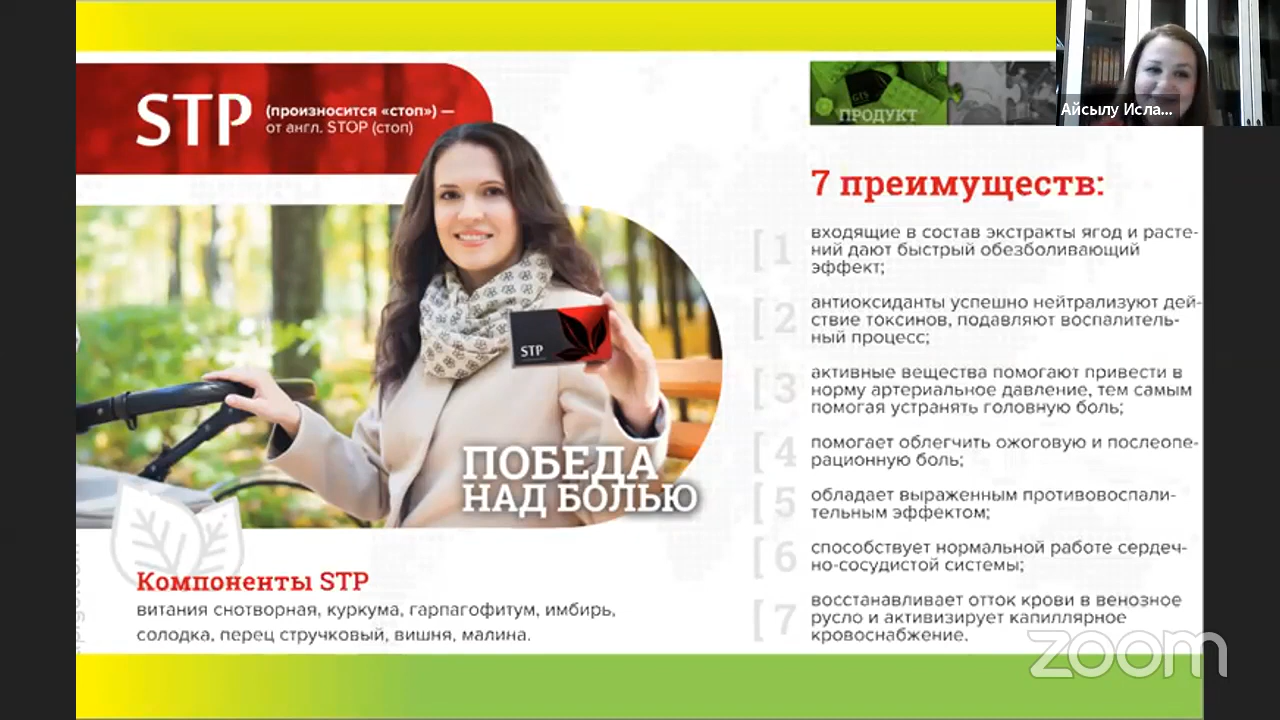 STP
(произносится «стоп») —
от англ. STOP (стоп)
STP
ПОБЕДА
НАД БОЛЬЮ
Компоненты STP
витания снотворная, куркума, гарпагофитум, имбирь,
солодка, перец стручковый, вишня, малина.
ПРОДУКТ
Айсылу Исла...
7 преимуществ:
[ 1
входящие в состав экстракты ягод и расте-
ний дают быстрый обезболивающий
эффект;
[ 2
антиоксиданты успешно нейтрализуют дей-
ствие токсинов, подавляют воспалитель-
ный процесс;
[ 3
активные вещества помогают привести в
норму артериальное давление, тем самым
помогая устранять головную боль;
[ 4
помогает облегчить ожоговую и послеопе-
рационную боль;
[ 5
обладает выраженным противовоспали-
тельным эффектом;
[ 6
способствует нормальной работе сердеч-
но-сосудистой системы;
[ 7
восстанавливает отток крови в венозное
русло и активизирует капиллярное
кровоснабжение.
zoom